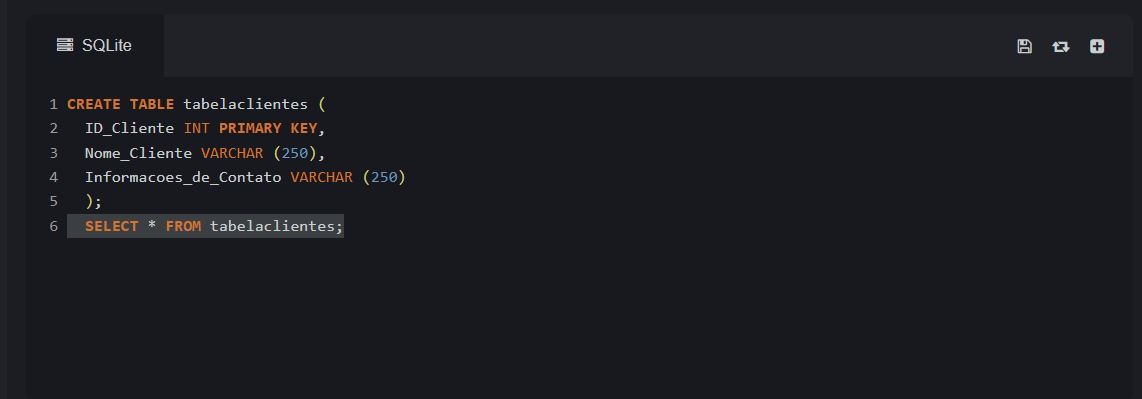 SQLite
1 CREATE TABLE tabelaclientes (
2 ID_Cliente INT PRIMARY KEY,
3 Nome_Cliente VARCHAR (250),
4 Informacoes_de_Contato VARCHAR (250)
5 );
6 SELECT * FROM tabelaclientes;